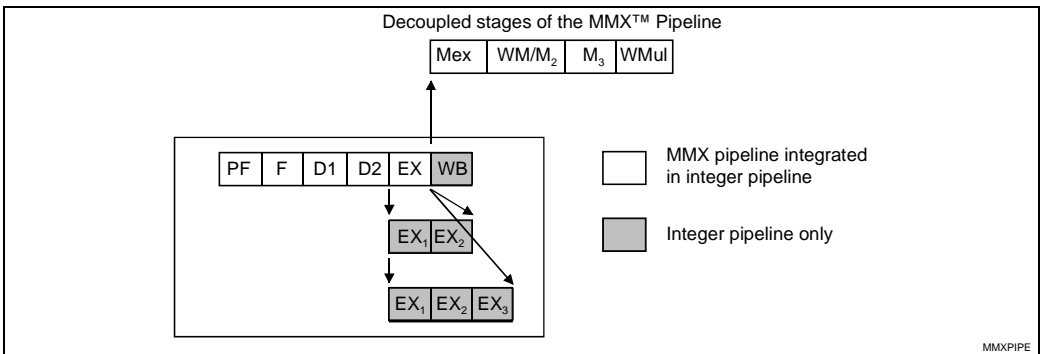 Decoupled stages of the MMX™ Pipeline
Mex WM/M₂ M₃ WMul
PF F D1 D2 EX WB
MMX pipeline integrated
in integer pipeline
EX₁ EX₂
Integer pipeline only
EX₁ EX₂ EX₃
MMXPIPE